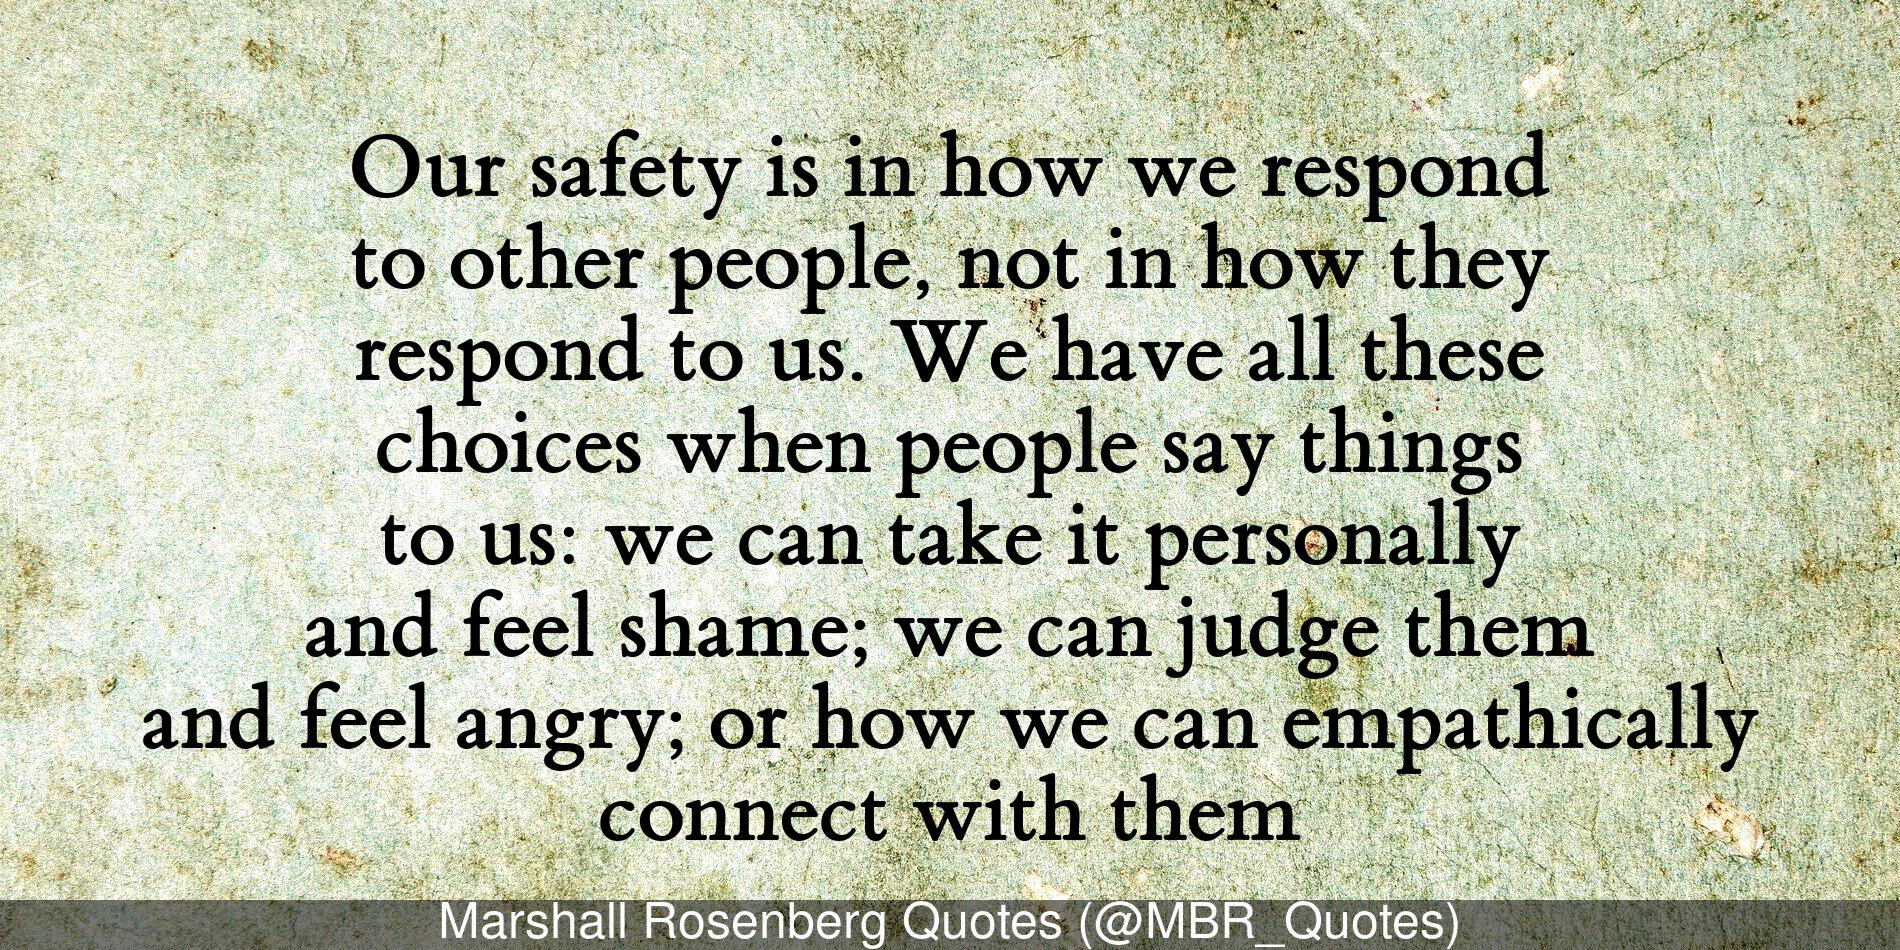 Our safety is in how we respond
to other people, not in how they
respond to us. We have all these
choices when people say things
to us: we can take it personally
and feel shame; we can judge them
and feel angry; or how we can empathically
connect with them
Marshall Rosenberg Quotes (@MBR_Quotes)